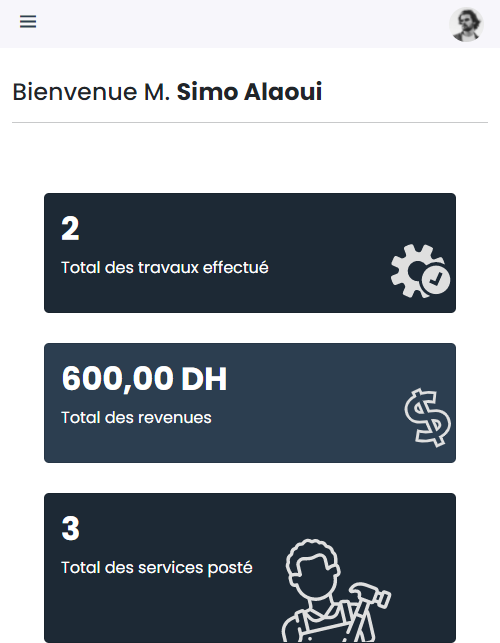 Bienvenue M. Simo Alaoui
2
Total des travaux effectué
600,00 DH
Total des revenues
3
Total des services posté